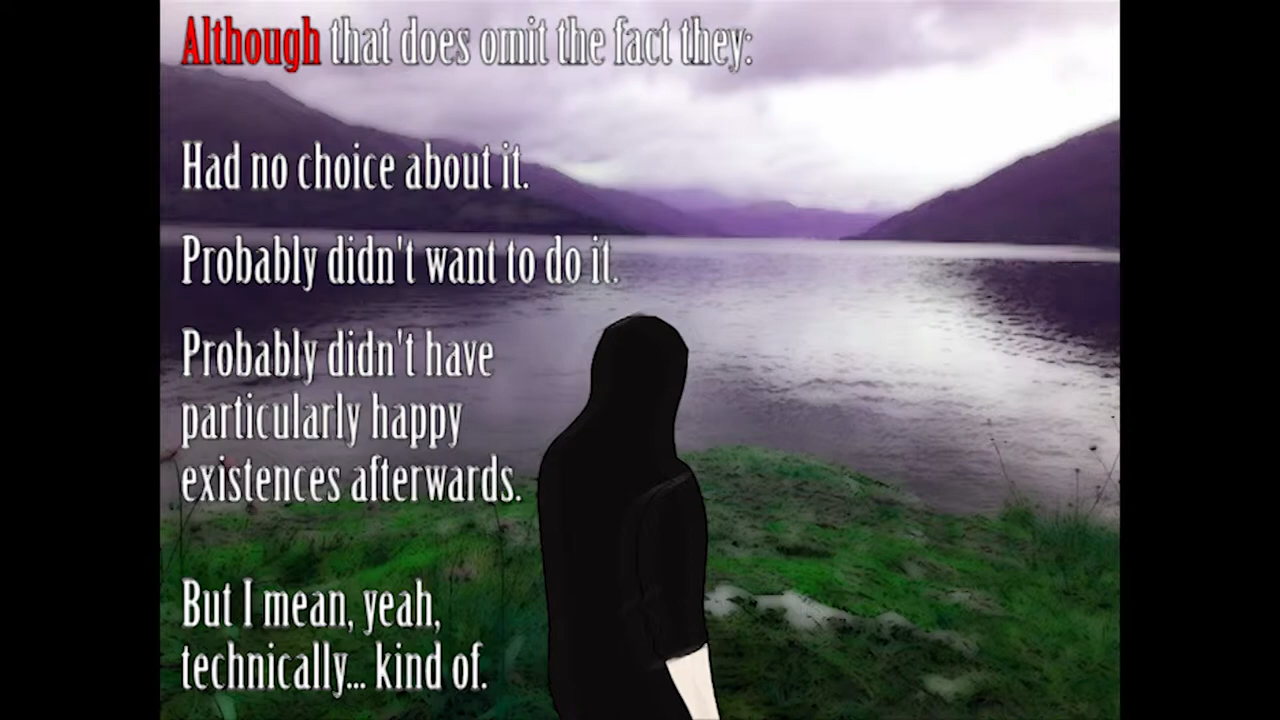 Although that does omit the fact they:
Had no choice about it.
Probably didn't want to do it.
Probably didn't have
particularly happy
existences afterwards.
But I mean, yeah,
technically... kind of.